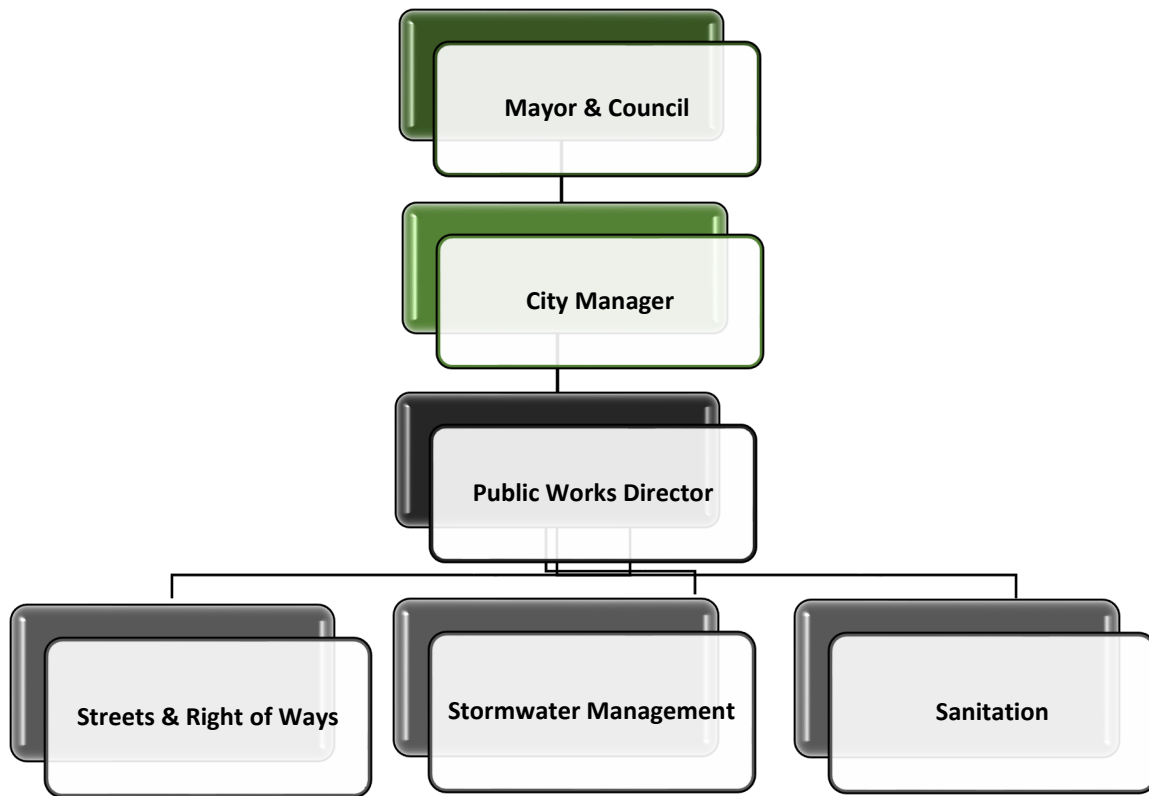 Mayor & Council
City Manager
Public Works Director
Streets & Right of Ways
Stormwater Management
Sanitation